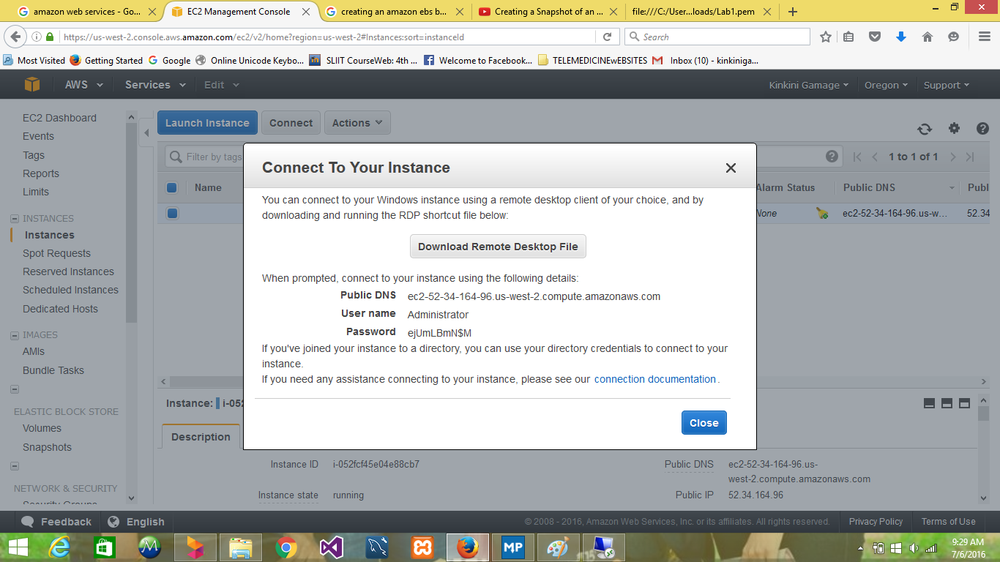 amazon web services - Go...
EC2 Management Console
creating an amazon ebs b...
Creating a Snapshot of an ...
file:///C:/User...loads/Lab1.pem
https://us-west-2.console.aws.amazon.com/ec2/v2/home?region=us-west-2#Instances:sort=instanceId
Search
Most Visited
Getting Started
Google
Online Unicode Keybo...
SLIIT CourseWeb: 4th ...
Welcome to Facebook...
TELEMEDICINEwEBSITES
Inbox (10) - kinkiniga...
AWS
Services
Edit
Kinkini Gamage
Oregon
Support
EC2 Dashboard
Events
Tags
Reports
Limits
INSTANCES
Instances
Spot Requests
Reserved Instances
Scheduled Instances
Dedicated Hosts
IMAGES
AMIs
Bundle Tasks
ELASTIC BLOCK STORE
Volumes
Snapshots
NETWORK & SECURITY
Security Groups
Launch Instance
Connect
Actions
Filter by tags
1 to 1 of 1
Name
Alarm Status
Public DNS
Publ
None
ec2-52-34-164-96.us-w...
52.34
Connect To Your Instance
You can connect to your Windows instance using a remote desktop client of your choice, and by
downloading and running the RDP shortcut file below:
Download Remote Desktop File
When prompted, connect to your instance using the following details:
Public DNS ec2-52-34-164-96.us-west-2.compute.amazonaws.com
User name Administrator
Password ejUmLBmN$M
If you've joined your instance to a directory, you can use your directory credentials to connect to your
instance.
If you need any assistance connecting to your instance, please see our connection documentation.
Close
Instance: i-052
Description
Instance ID i-052fcf45e04e88cb7
Public DNS ec2-52-34-164-96.us-
west-2.compute.amazonaws.com
Instance state running
Public IP 52.34.164.96
Feedback
English
© 2008 - 2016, Amazon Web Services, Inc. or its affiliates. All rights reserved.
Privacy Policy
Terms of Use
MP
9:29 AM
7/6/2016